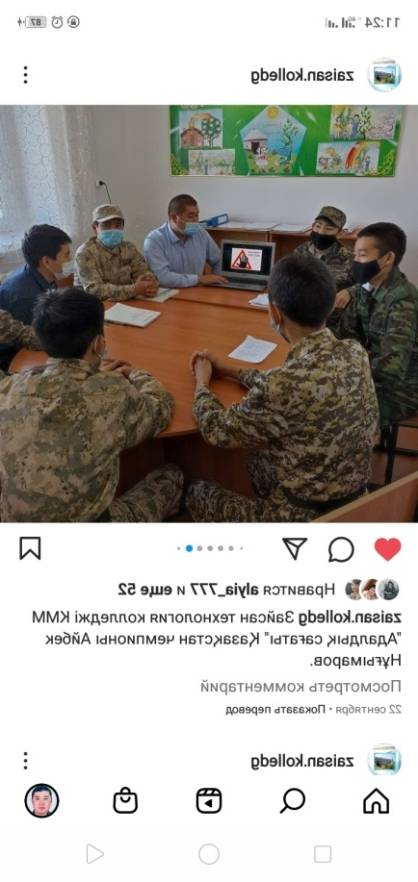 11:24
87
zaisan.kolledg
Нравится alyia_777 и еще 52
zaisan.kolledg Зайсан технология колледжі КММ
"Адалдық сағаты" Қазақстан чемпионы Айбек
Нұғымаров.
Посмотреть комментарий
22 сентября • Показать перевод
zaisan.kolledg